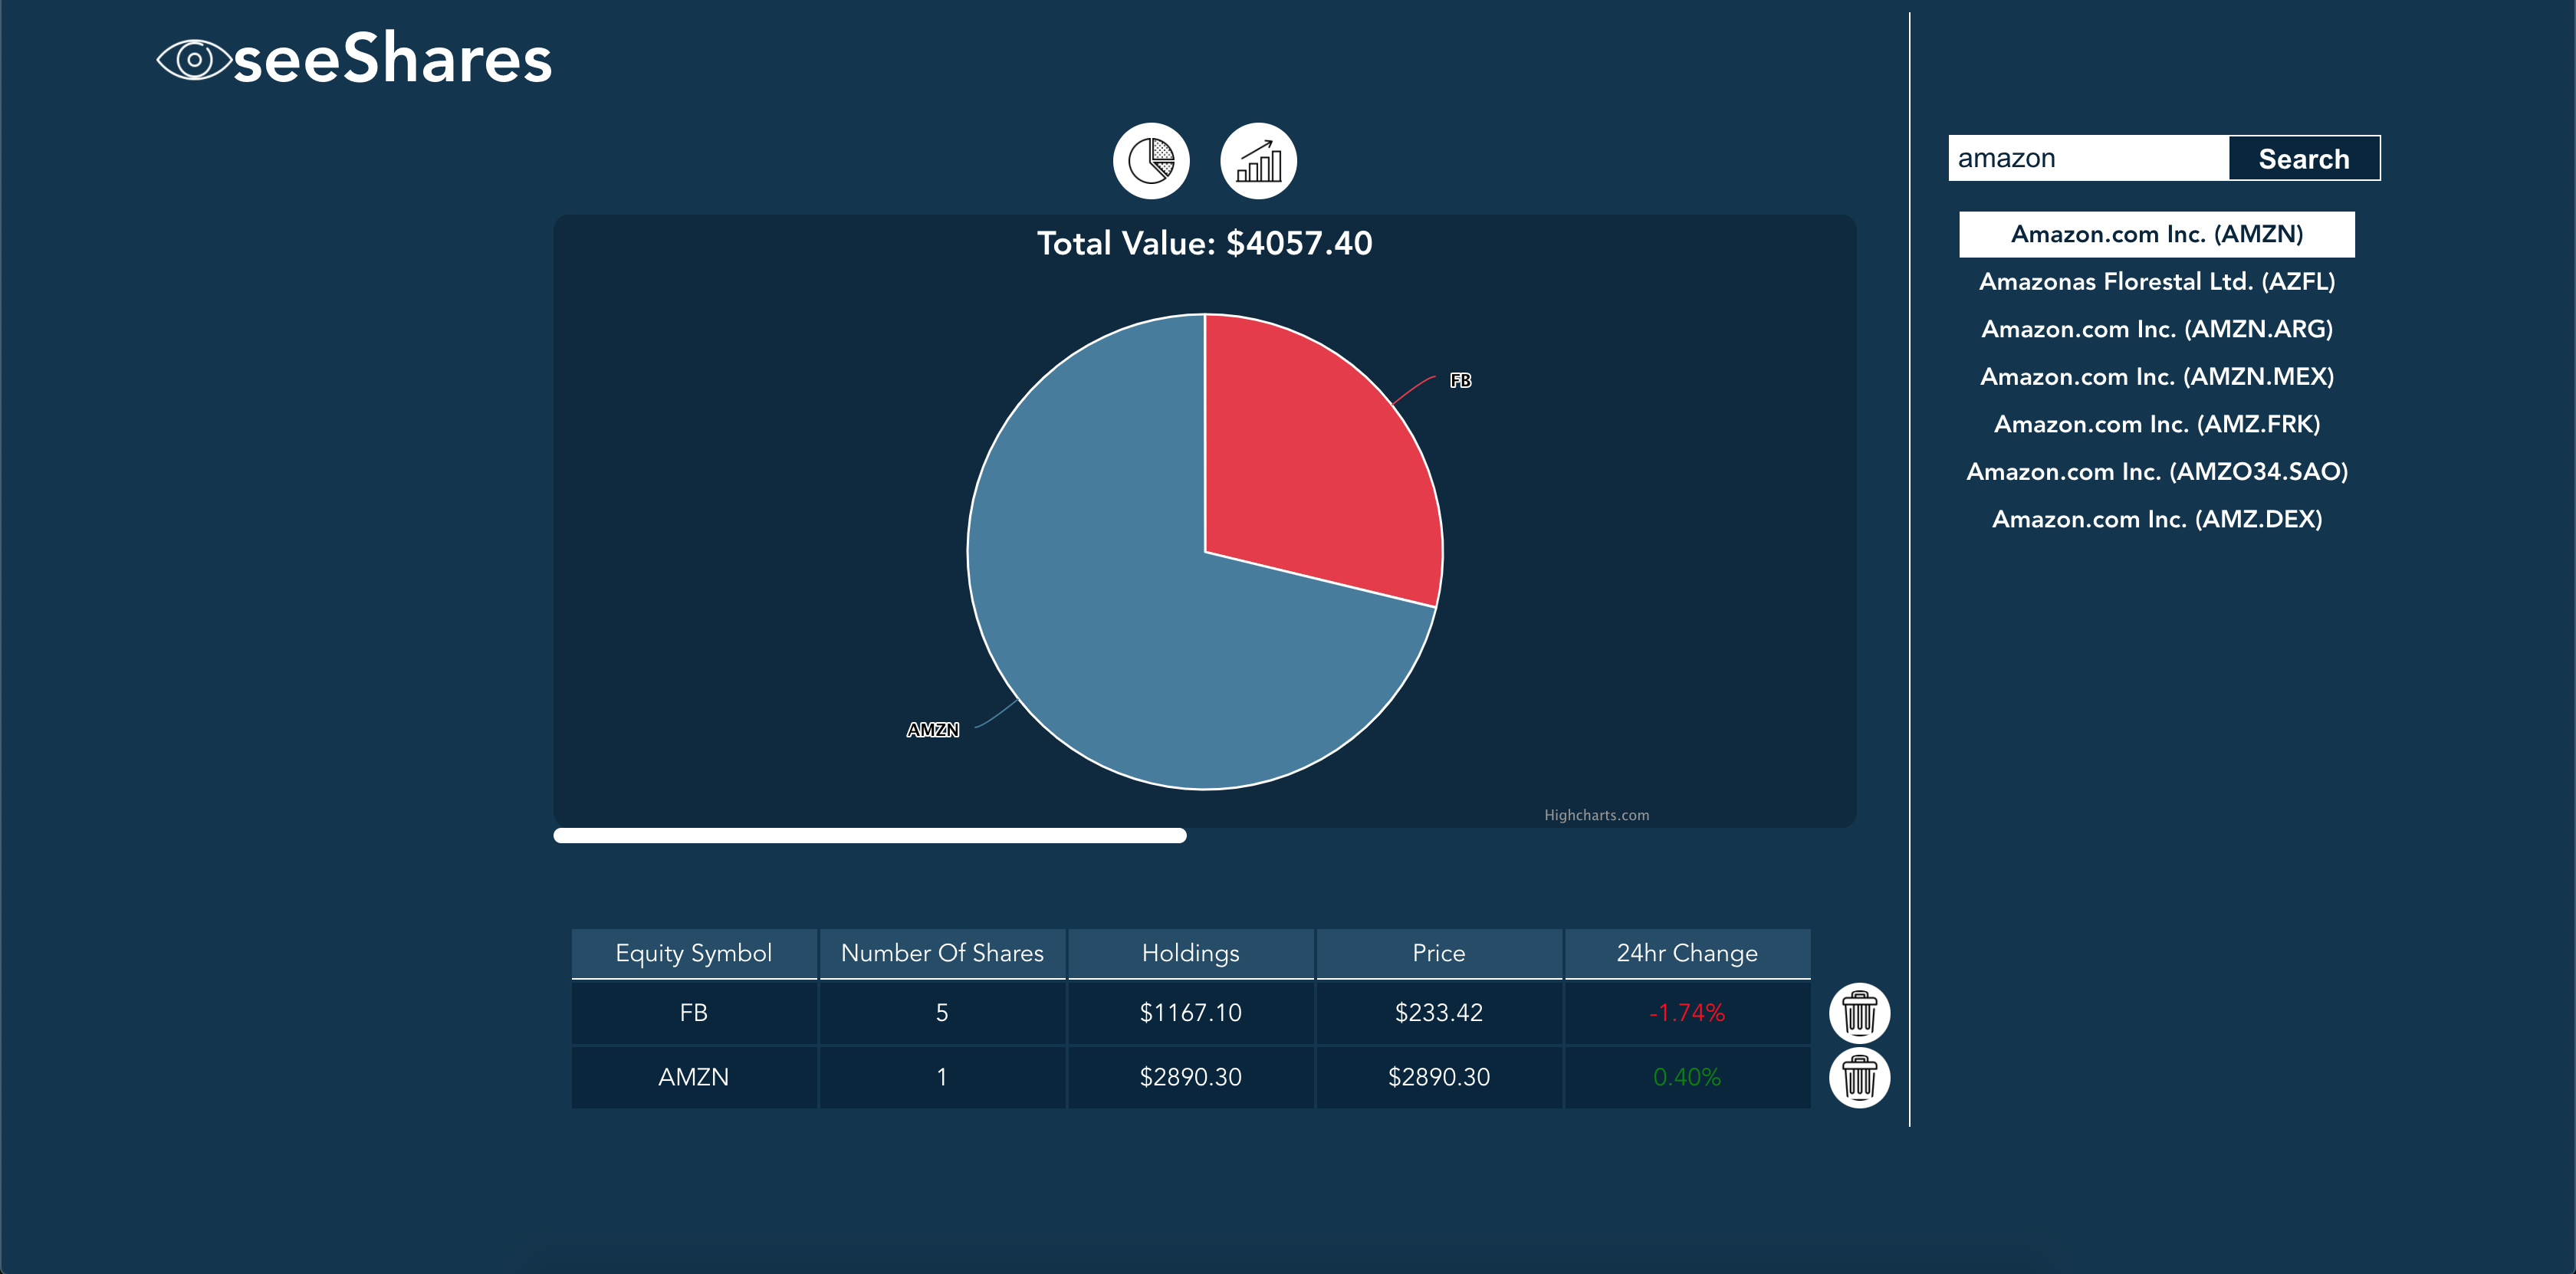 seeShares
Total Value: $4057.40
FB
AMZN
Highcharts.com
Equity Symbol Number Of Shares Holdings Price 24hr Change
FB 5 $1167.10 $233.42 -1.74%
AMZN 1 $2890.30 $2890.30 0.40%
amazon Search
Amazon.com Inc. (AMZN)
Amazonas Florestal Ltd. (AZFL)
Amazon.com Inc. (AMZN.ARG)
Amazon.com Inc. (AMZN.MEX)
Amazon.com Inc. (AMZ.FRK)
Amazon.com Inc. (AMZO34.SAO)
Amazon.com Inc. (AMZ.DEX)